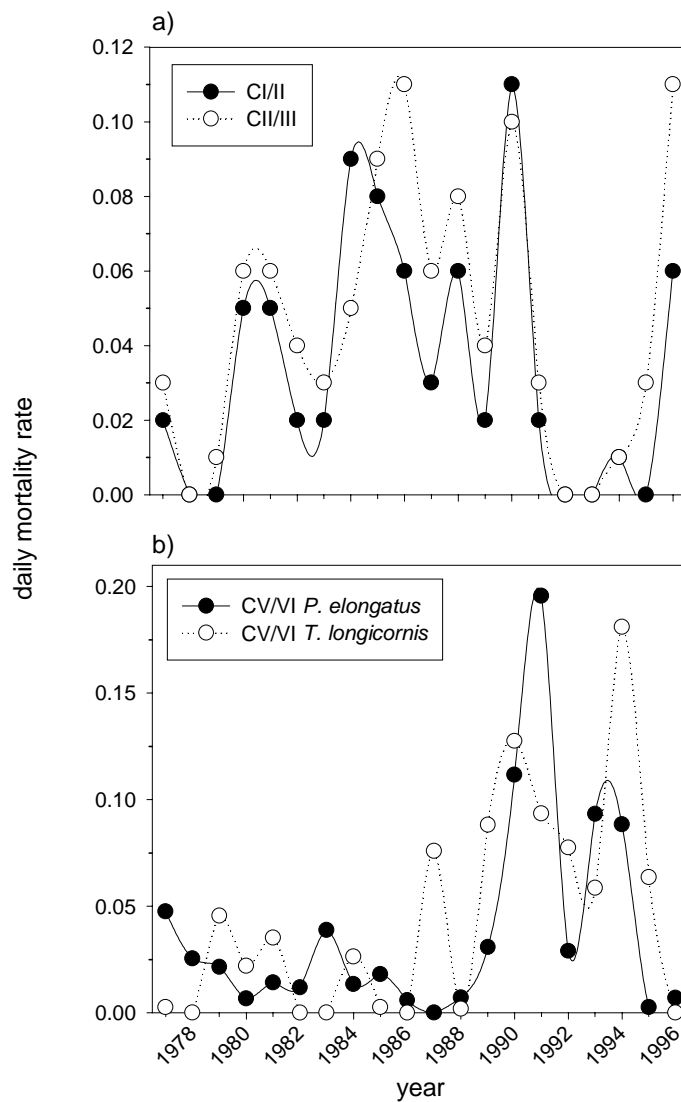 a)
0.12
CI/II
CII/III
0.10
0.08
0.06
0.04
0.02
0.00
daily mortality rate
b)
0.20
CV/VI P. elongatus
CV/VI T. longicornis
0.15
0.10
0.05
0.00
1978 1980 1982 1984 1986 1988 1990 1992 1994 1996
year